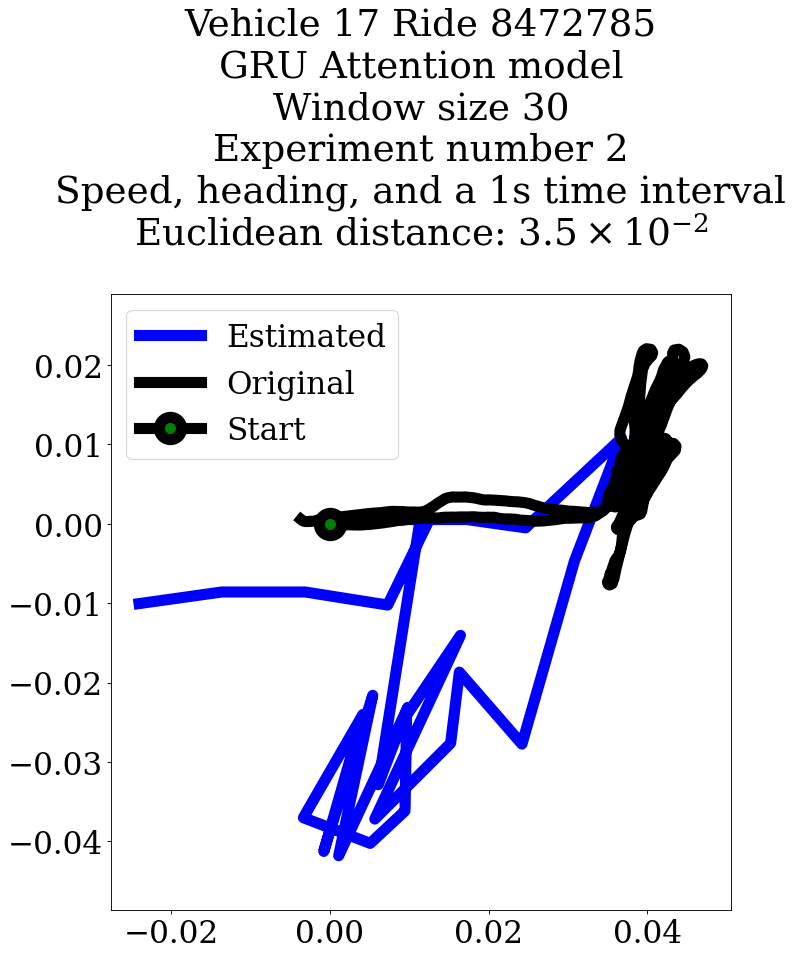 Vehicle 17 Ride 8472785
GRU Attention model
Window size 30
Experiment number 2
Speed, heading, and a 1s time interval
Euclidean distance: 3.5 × 10⁻²
Estimated
Original
Start
0.02
0.01
0.00
−0.01
−0.02
−0.03
−0.04
−0.02 0.00 0.02 0.04